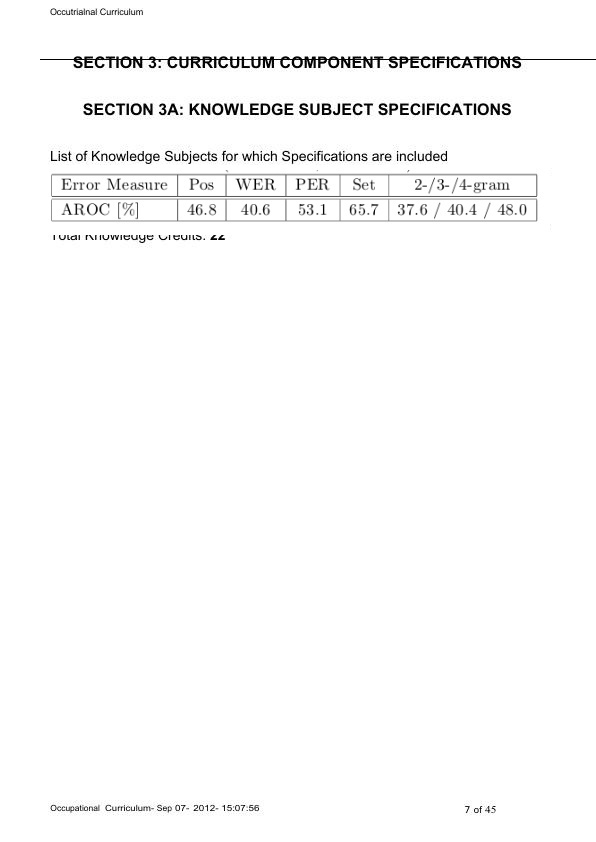 Occutrialnal Curriculum
SECTION 3: CURRICULUM COMPONENT SPECIFICATIONS
SECTION 3A: KNOWLEDGE SUBJECT SPECIFICATIONS
List of Knowledge Subjects for which Specifications are included
Error Measure Pos WER PER Set 2-/3-/4-gram
AROC [%] 46.8 40.6 53.1 65.7 37.6 / 40.4 / 48.0
Total Knowledge Credits: 22
Occupational Curriculum- Sep 07- 2012- 15:07:56 7 of 45